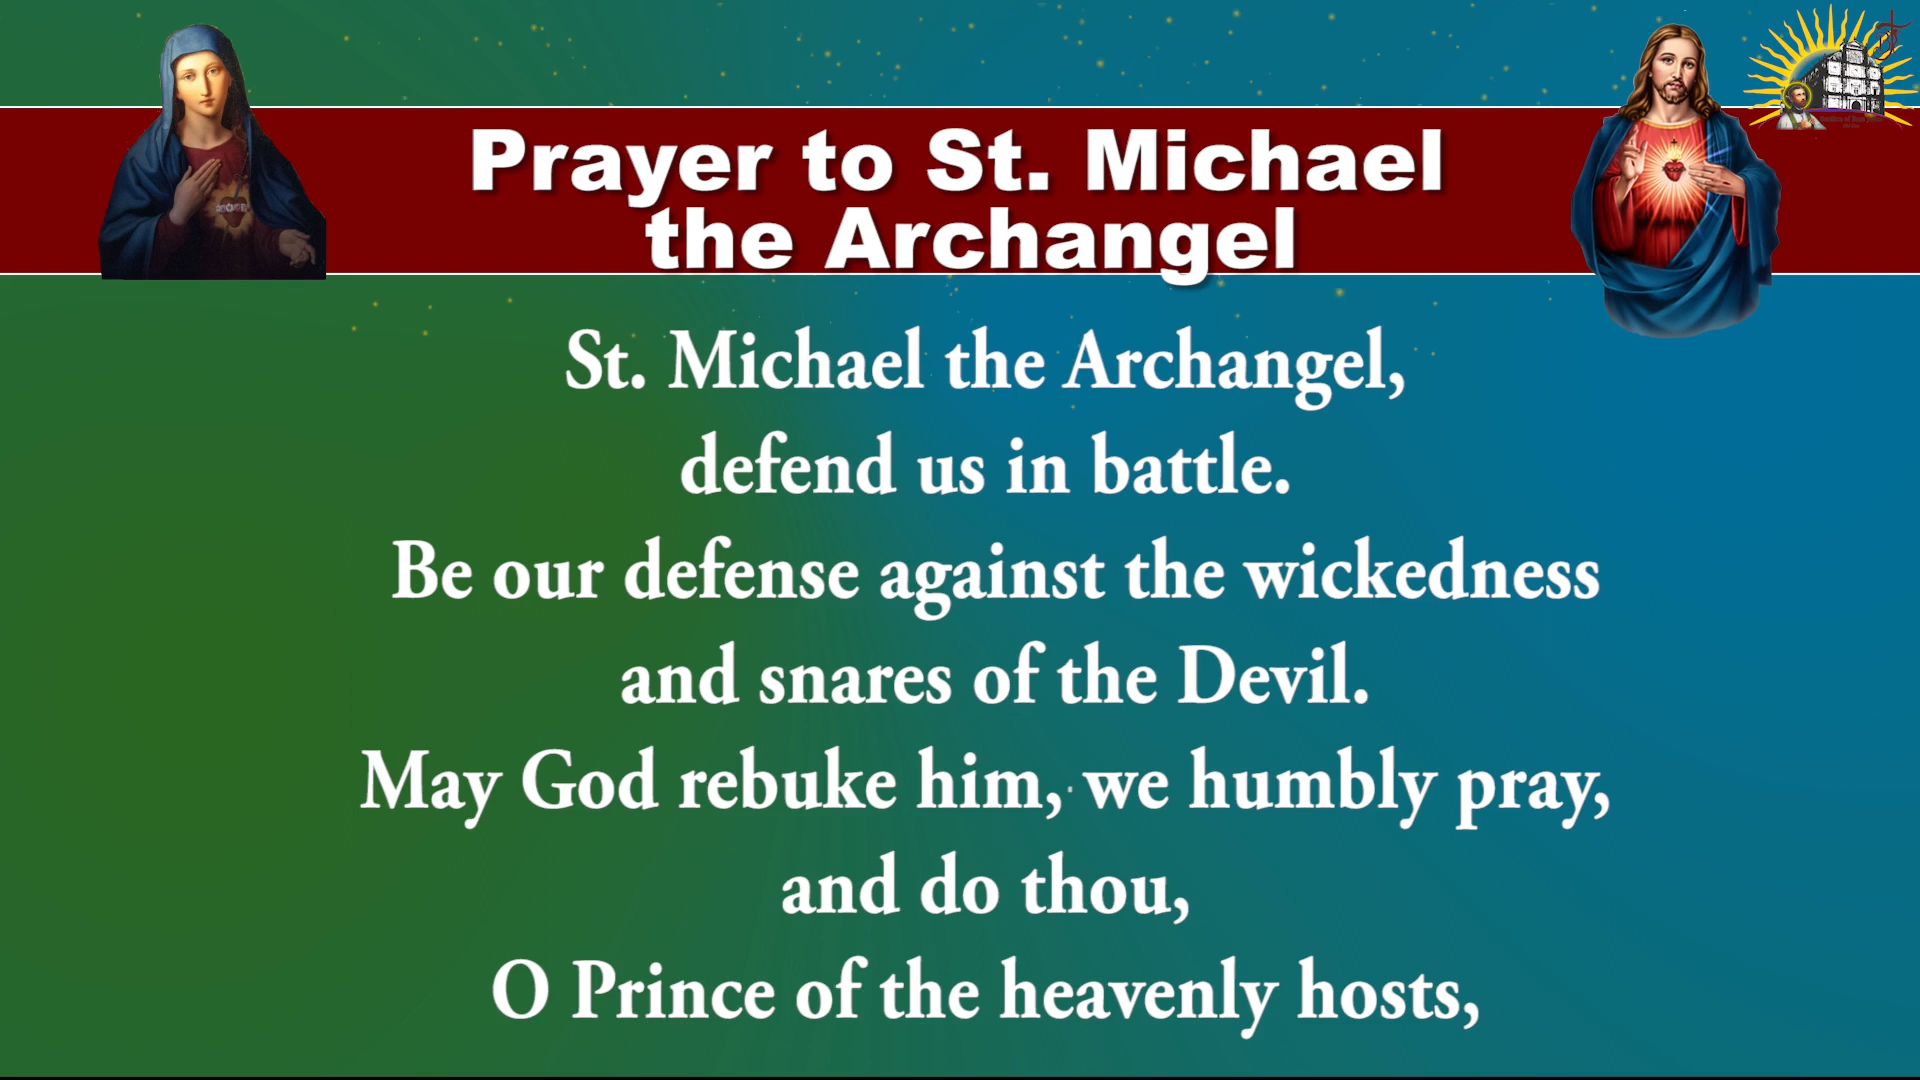 Prayer to St. Michael
the Archangel
St. Michael the Archangel,
defend us in battle.
Be our defense against the wickedness
and snares of the Devil.
May God rebuke him, we humbly pray,
and do thou,
O Prince of the heavenly hosts,